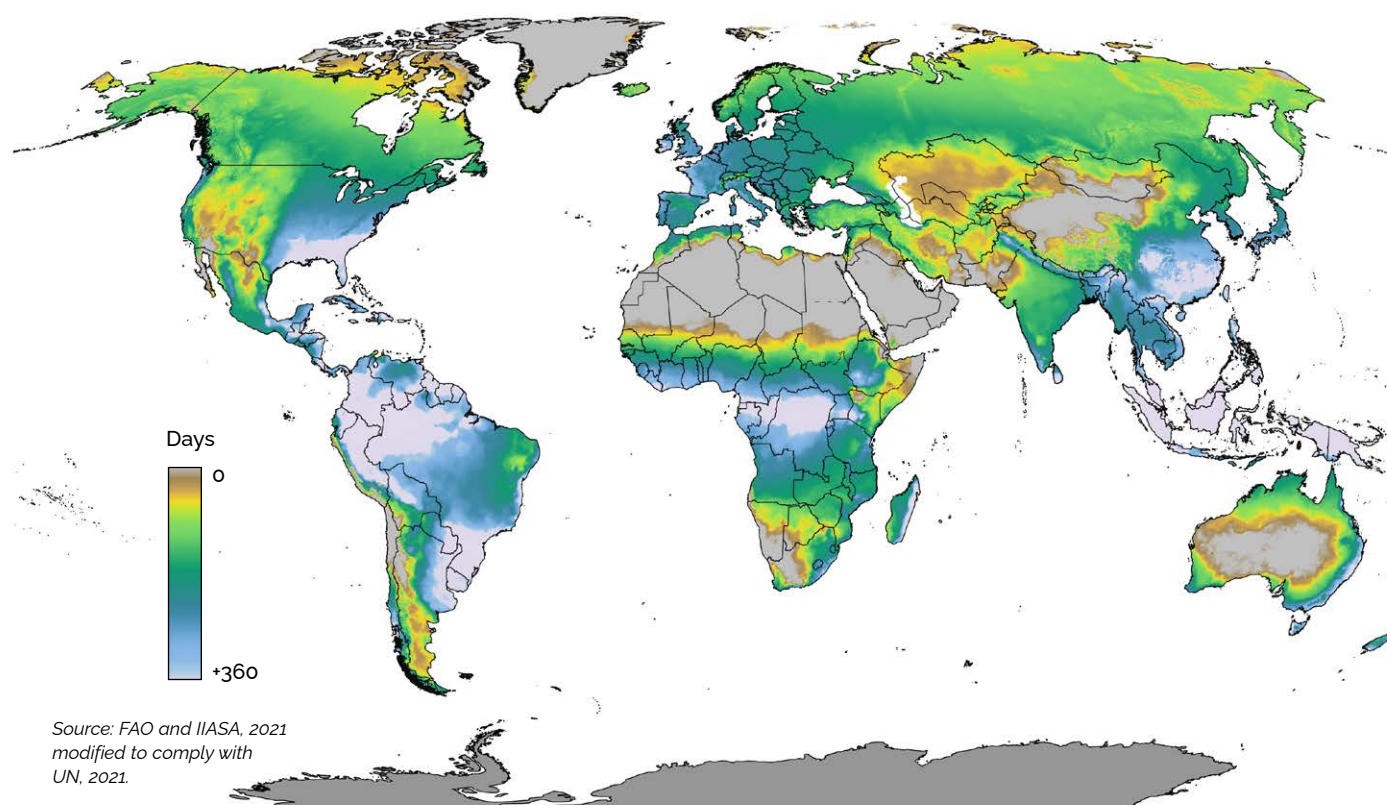 Days
0
+360
Source: FAO and IIASA, 2021
modified to comply with
UN, 2021.